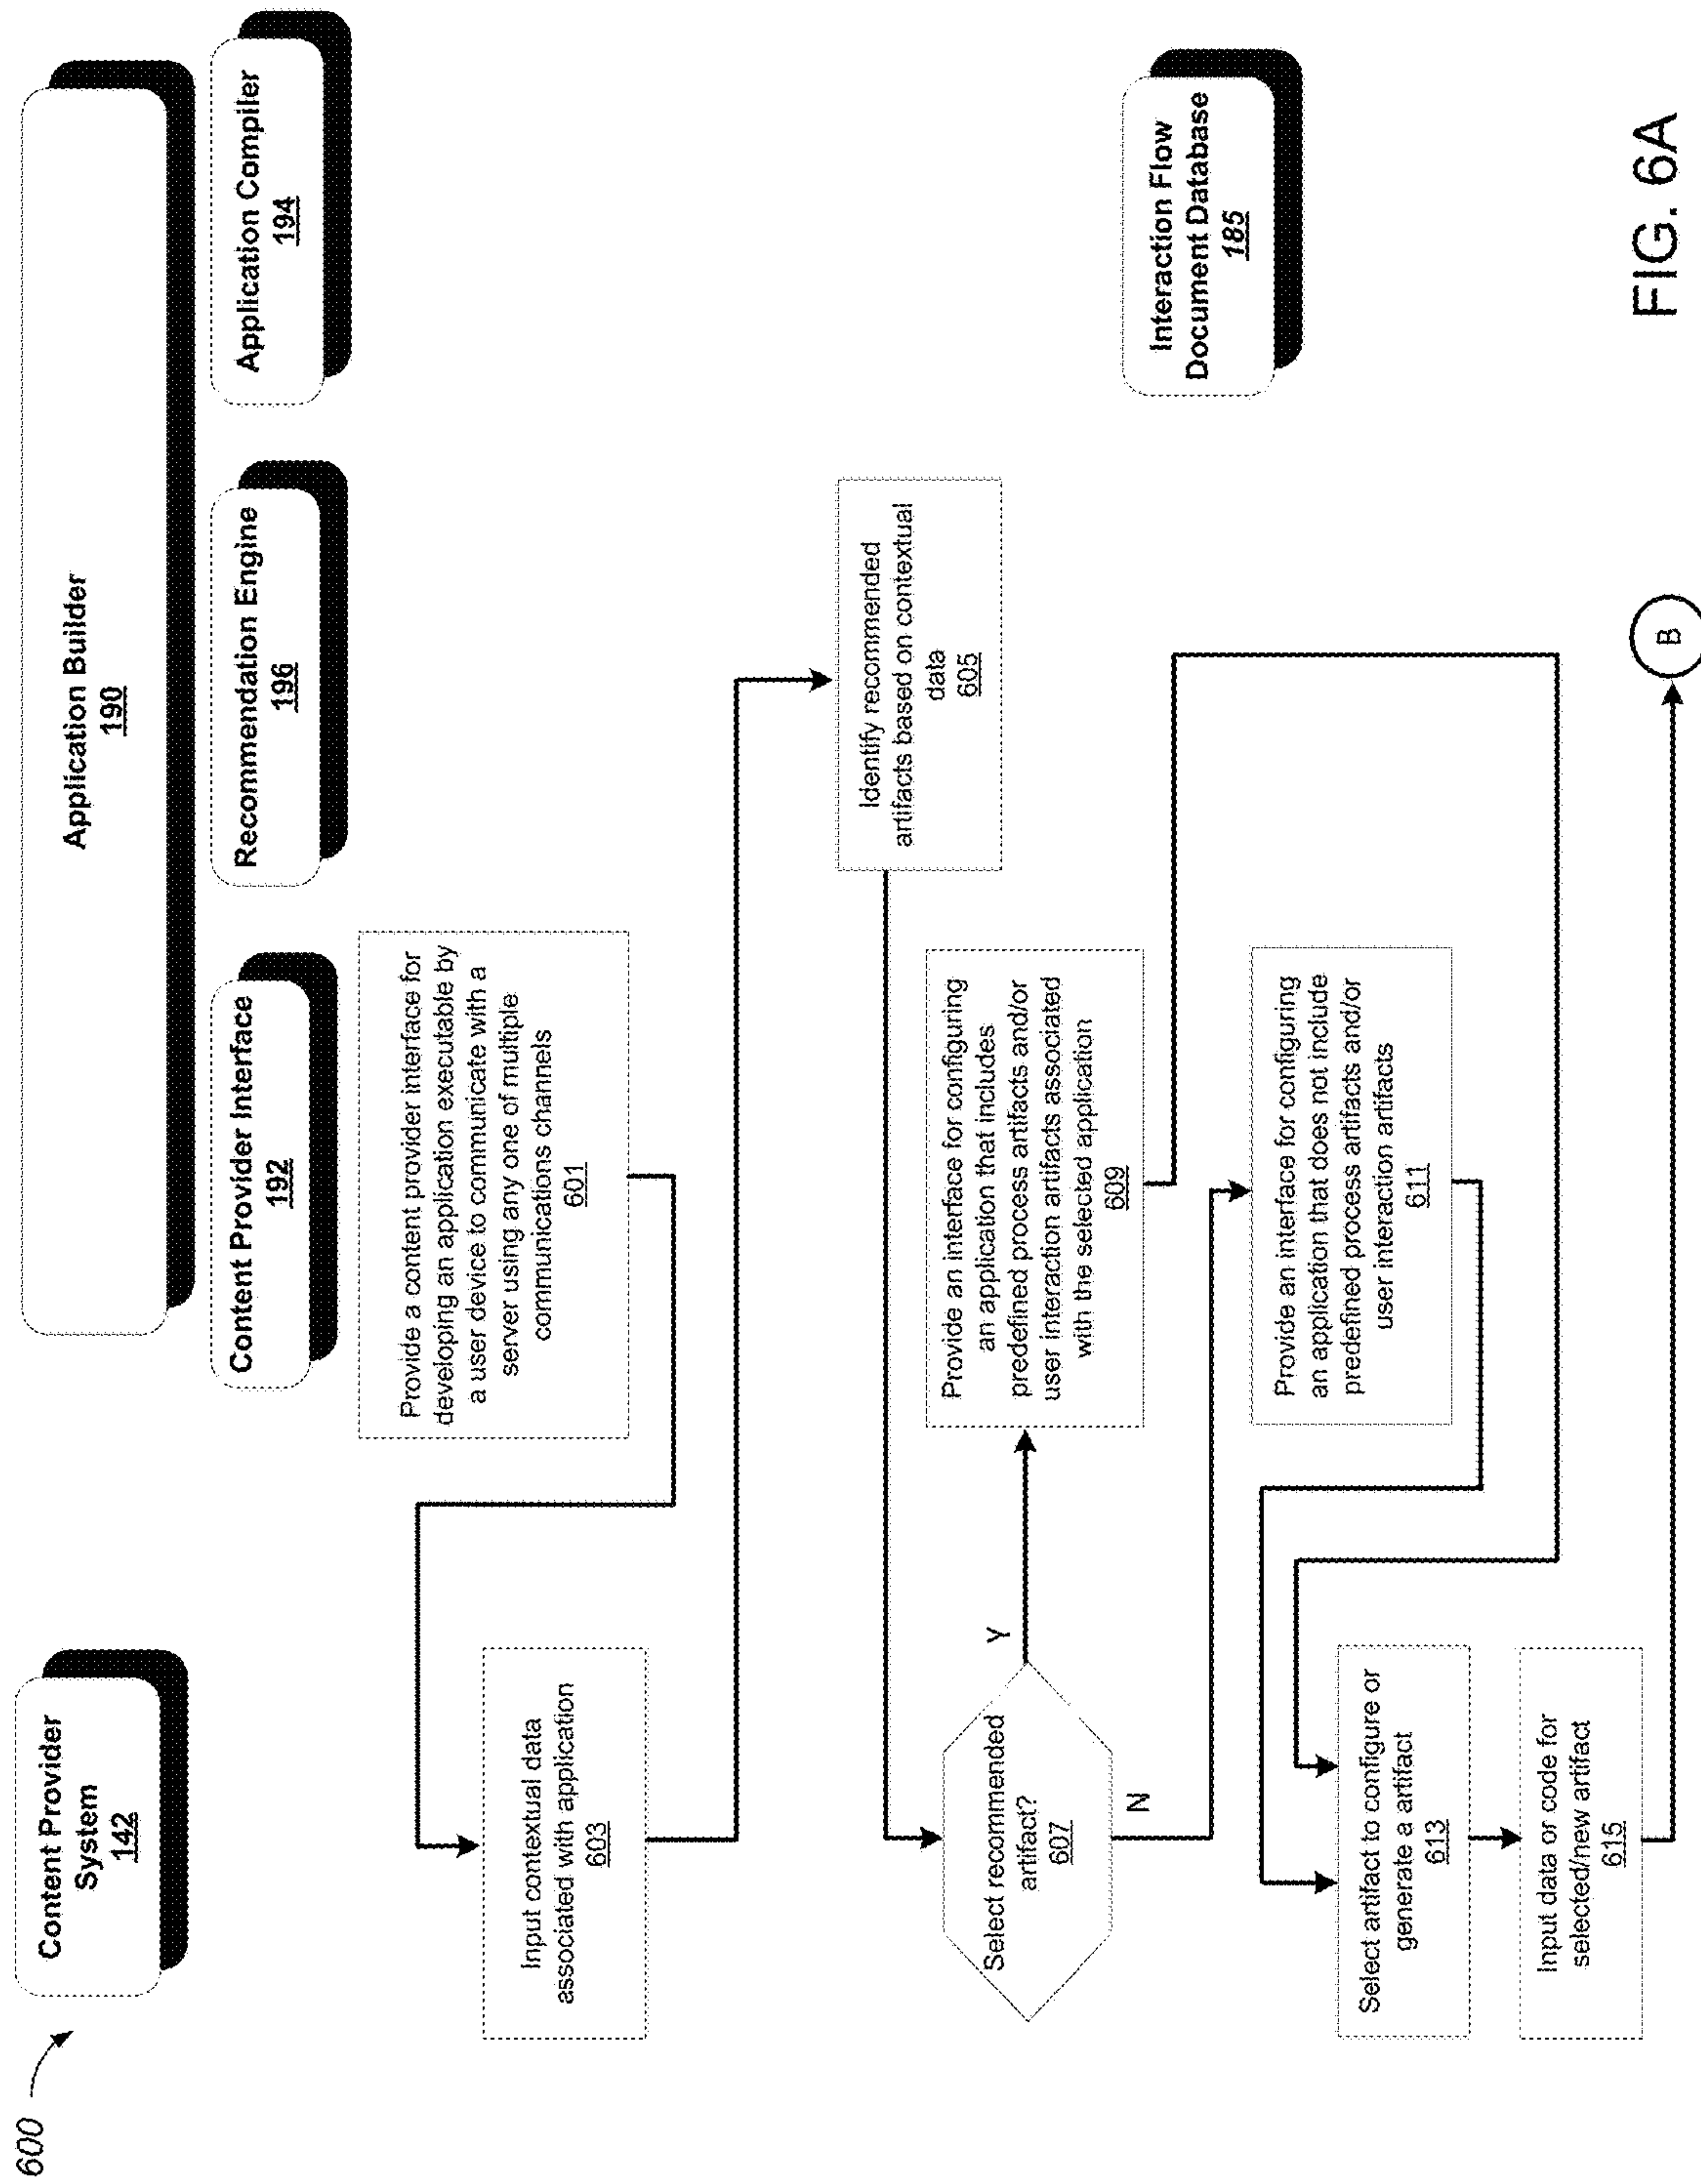 600
Content Provider
System
142
Application Builder
190
Content Provider Interface
192
Recommendation Engine
196
Application Compiler
194
Provide a content provider interface for
developing an application executable by
a user device to communicate with a
server using any one of multiple
communications channels
601
Input contextual data
associated with application
603
Identify recommended
artifacts based on contextual
data
605
Select recommended
artifact?
607
Y
N
Provide an interface for configuring
an application that includes
predefined process artifacts and/or
user interaction artifacts associated
with the selected application
609
Provide an interface for configuring
an application that does not include
predefined process artifacts and/or
user interaction artifacts
611
Interaction Flow
Document Database
185
Select artifact to configure or
generate a artifact
613
Input data or code for
selected/new artifact
615
B
FIG. 6A